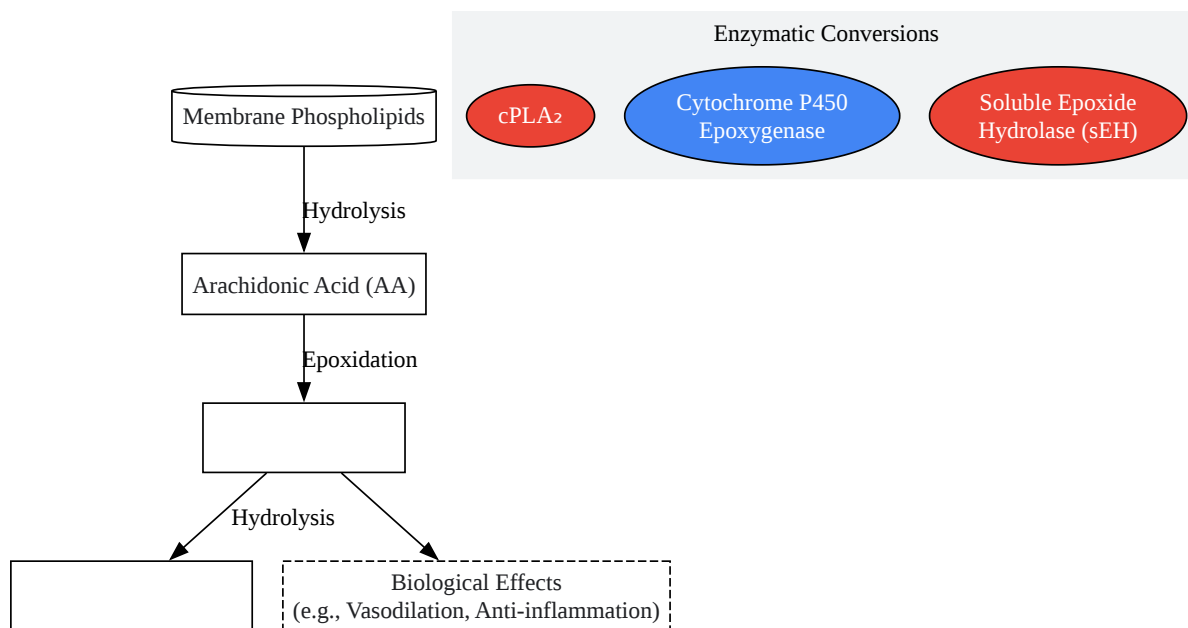 Enzymatic Conversions
Membrane Phospholipids
cPLA₂
Cytochrome P450
Epoxygenase
Soluble Epoxide
Hydrolase (sEH)
Hydrolysis
Arachidonic Acid (AA)
Epoxidation
Hydrolysis
Biological Effects
(e.g., Vasodilation, Anti-inflammation)